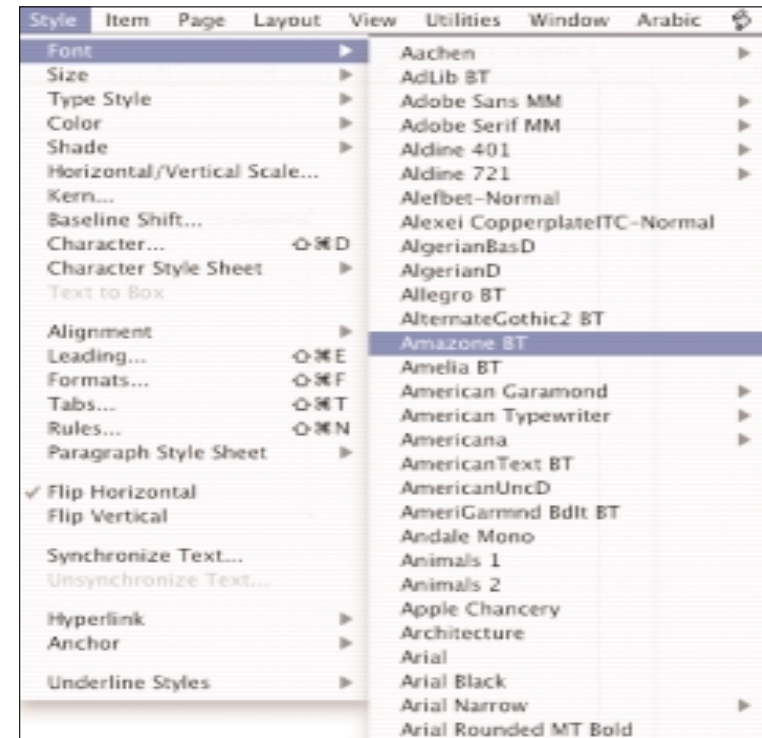 Style Item Page Layout View Utilities Window Arabic
Font
Size
Type Style
Color
Shade
Horizontal/Vertical Scale...
Kern...
Baseline Shift...
Character... ⇧⌘D
Character Style Sheet
Text to Box
Alignment
Leading... ⇧⌘E
Formats... ⇧⌘F
Tabs... ⇧⌘T
Rules... ⇧⌘N
Paragraph Style Sheet
✓ Flip Horizontal
Flip Vertical
Synchronize Text...
Unsynchronize Text...
Hyperlink
Anchor
Underline Styles
Aachen
AdLib BT
Adobe Sans MM
Adobe Serif MM
Aldine 401
Aldine 721
Alefbet-Normal
Alexei CopperplateITC-Normal
AlgerianBasD
AlgerianD
Allegro BT
AlternateGothic2 BT
Amazone BT
Amelia BT
American Garamond
American Typewriter
Americana
AmericanText BT
AmericanUncD
AmeriGarmnd BdIt BT
Andale Mono
Animals 1
Animals 2
Apple Chancery
Architecture
Arial
Arial Black
Arial Narrow
Arial Rounded MT Bold